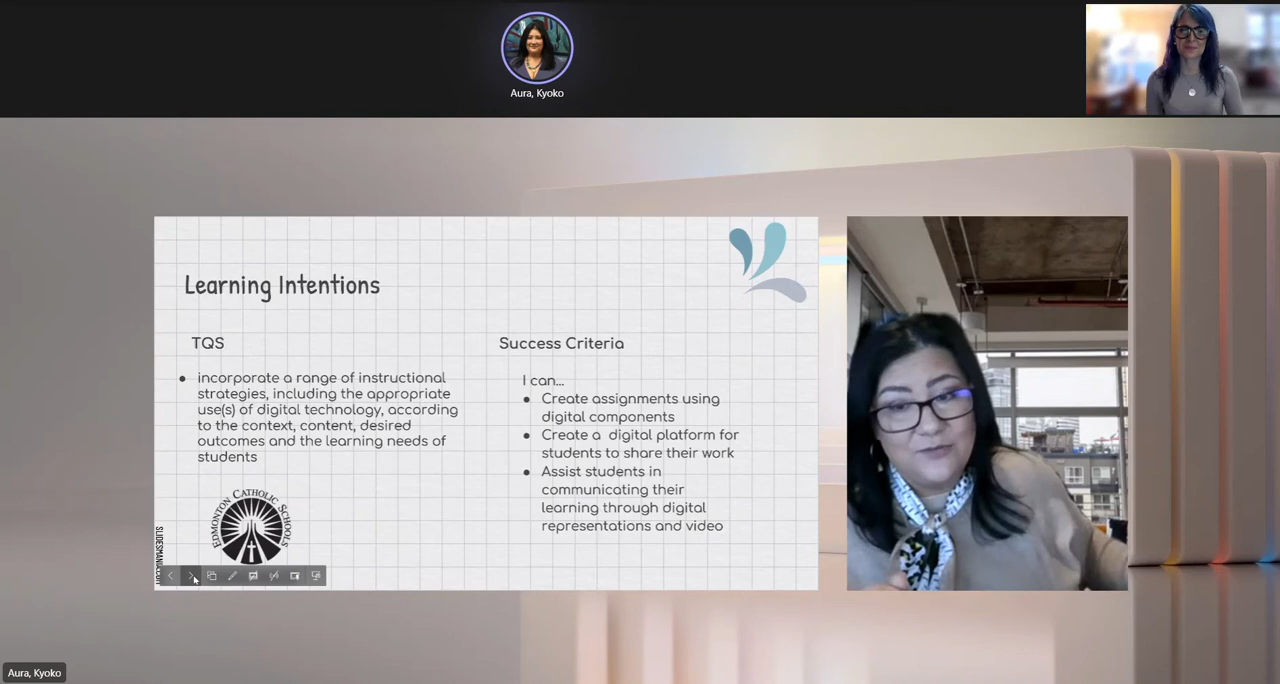 Aura, Kyoko
Learning Intentions
TQS
incorporate a range of instructional
strategies, including the appropriate
use(s) of digital technology, according
to the context, content, desired
outcomes and the learning needs of
students
EDMONTON CATHOLIC SCHOOLS
Success Criteria
I can...
Create assignments using
digital components
Create a digital platform for
students to share their work
Assist students in
communicating their
learning through digital
representations and video
Aura, Kyoko